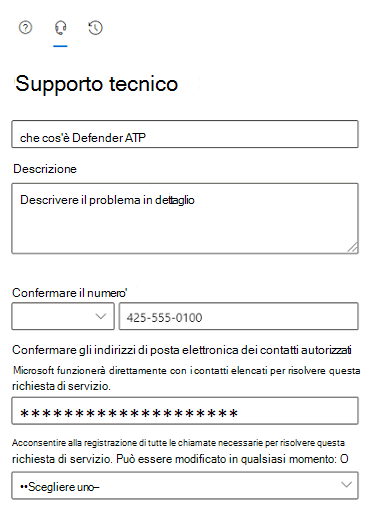 Supporto tecnico
che cos'è Defender ATP
Descrizione
Descrivere il problema in dettaglio
Confermare il numero'
425-555-0100
Confermare gli indirizzi di posta elettronica dei contatti autorizzati
Microsoft funzionerà direttamente con i contatti elencati per risolvere questa
richiesta di servizio.
********************
Acconsentire alla registrazione di tutte le chiamate necessarie per risolvere questa
richiesta di servizio. Può essere modificato in qualsiasi momento: O
••Scegliere uno–